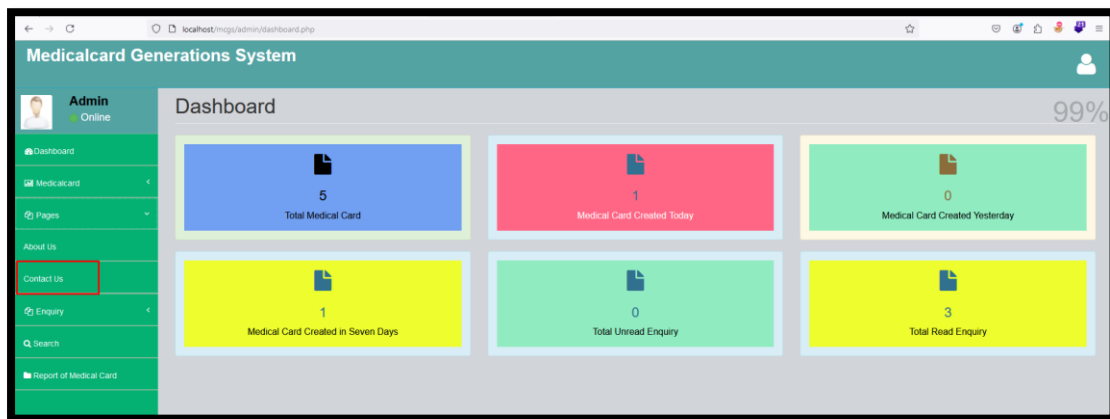 localhost/mcgs/admin/dashboard.php
Medicalcard Generations System
Admin
Online
Dashboard
Medicalcard
Pages
About Us
Contact Us
Enquiry
Search
Report of Medical Card
Dashboard
99%
5
Total Medical Card
1
Medical Card Created Today
0
Medical Card Created Yesterday
1
Medical Card Created in Seven Days
0
Total Unread Enquiry
3
Total Read Enquiry